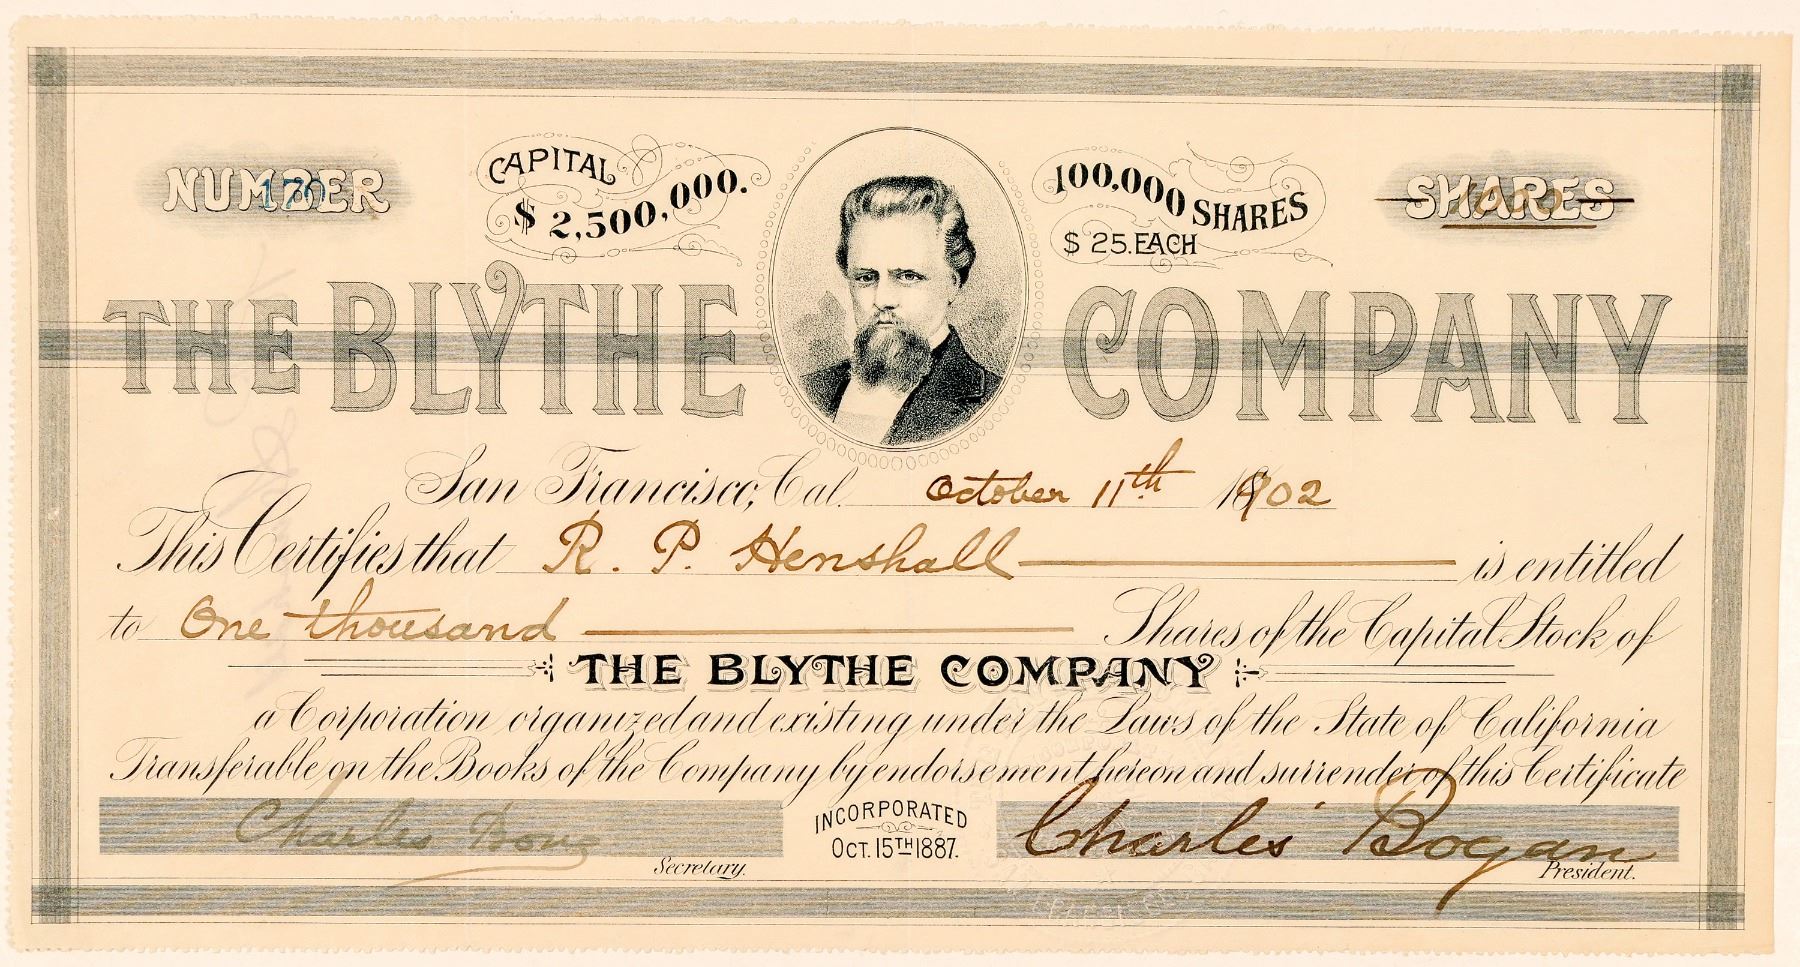 NUMBER 170
CAPITAL
$ 2,500,000.
100,000 SHARES
$ 25. EACH
SHARES 1000
THE BLYTHE COMPANY
San Francisco, Cal. October 11th 1902
This Certifies that R. P. Henshall is entitled
to One thousand Shares of the Capital Stock of
THE BLYTHE COMPANY
a Corporation organized and existing under the Laws of the State of California
Transferable on the Books of the Company by endorsement hereon and surrender of this Certificate
Charles
Secretary.
INCORPORATED
OCT. 15TH 1887.
Charles Bogan
President.